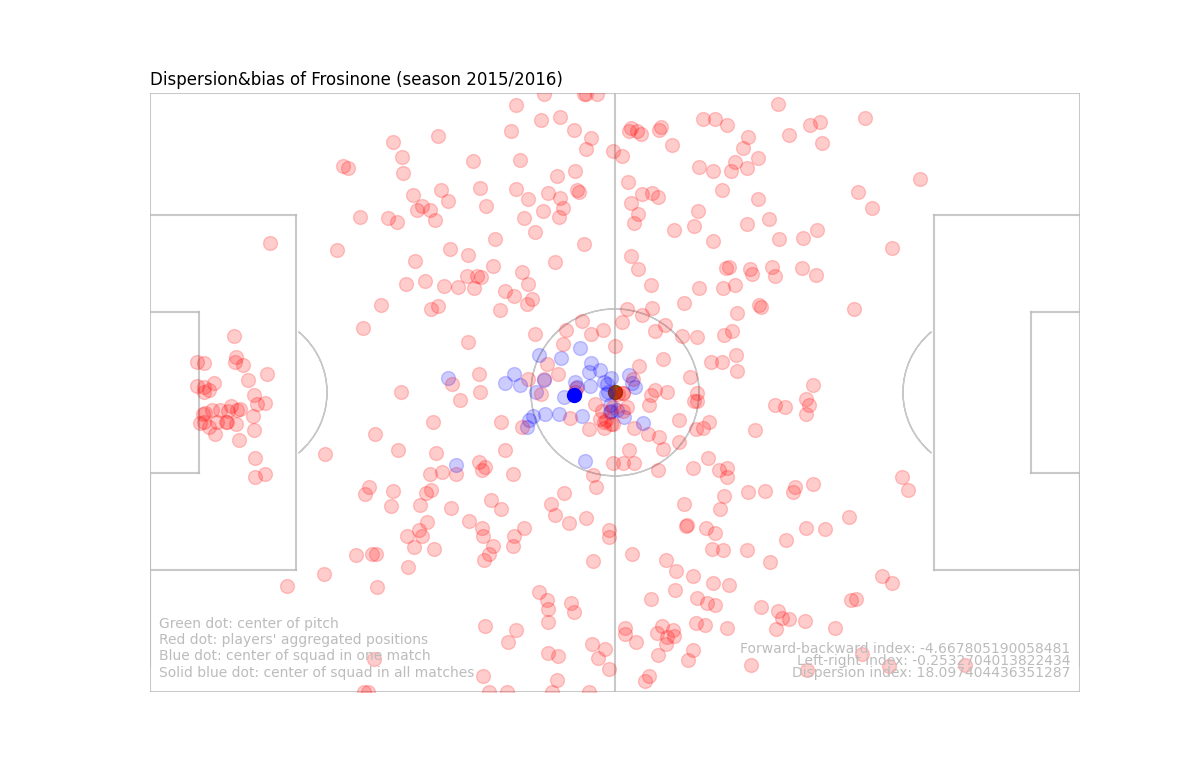 Dispersion&bias of Frosinone (season 2015/2016)
Green dot: center of pitch
Red dot: players' aggregated positions
Blue dot: center of squad in one match
Solid blue dot: center of squad in all matches
Forward-backward index: -4.667805190058481
Left-right index: -0.2532704013822434
Dispersion index: 18.097404436351287